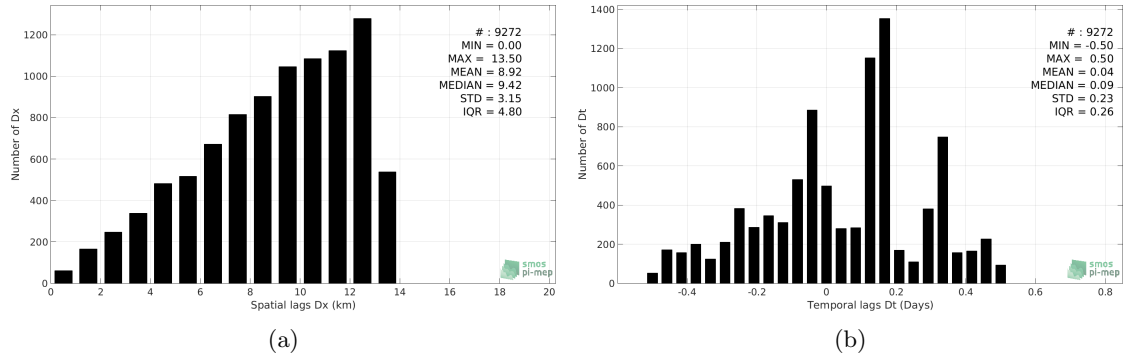 1200
1000
800
600
400
200
0
Number of Dx
# : 9272
MIN = 0.00
MAX = 13.50
MEAN = 8.92
MEDIAN = 9.42
STD = 3.15
IQR = 4.80
smos
pi-mep
0 2 4 6 8 10 12 14 16 18 20
Spatial lags Dx (km)
(a)
1400
1200
1000
800
600
400
200
0
Number of Dt
# : 9272
MIN = -0.50
MAX = 0.50
MEAN = 0.04
MEDIAN = 0.09
STD = 0.23
IQR = 0.26
smos
pi-mep
-0.4 -0.2 0 0.2 0.4 0.6 0.8
Temporal lags Dt (Days)
(b)